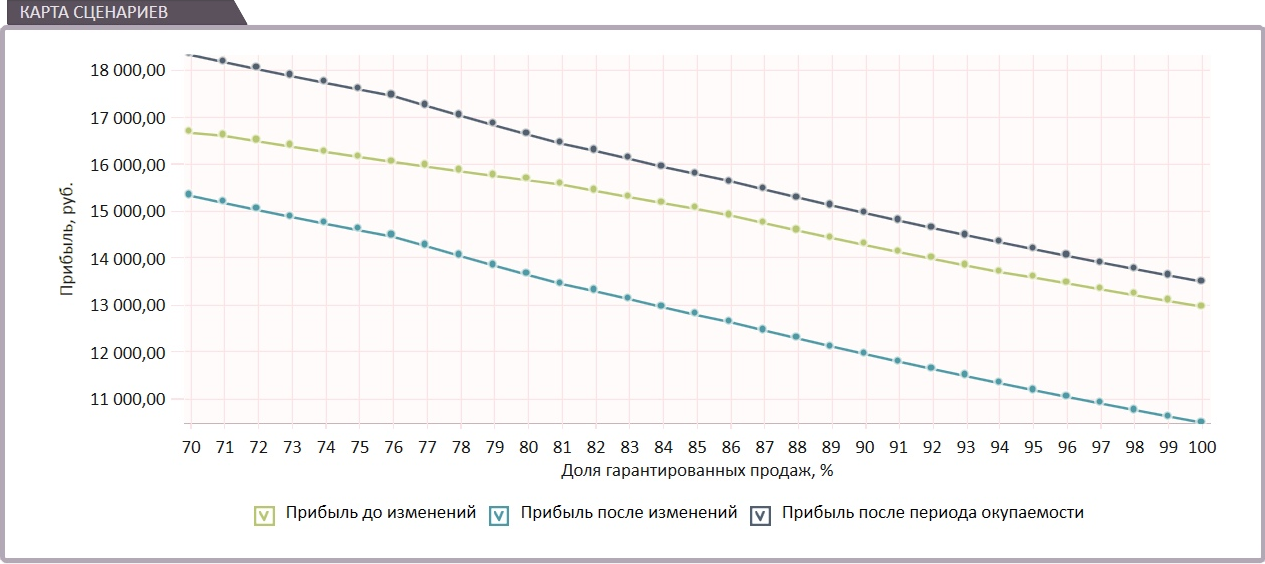 КАРТА СЦЕНАРИЕВ
18 000,00
17 000,00
16 000,00
15 000,00
14 000,00
13 000,00
12 000,00
11 000,00
Прибыль, руб.
70 71 72 73 74 75 76 77 78 79 80 81 82 83 84 85 86 87 88 89 90 91 92 93 94 95 96 97 98 99 100
Доля гарантированных продаж, %
Прибыль до изменений Прибыль после изменений Прибыль после периода окупаемости